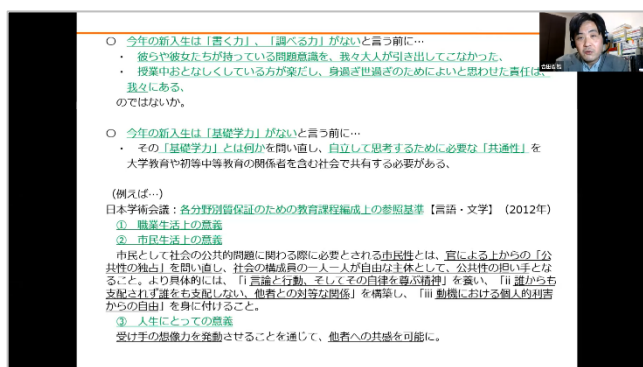 ○ 今年の新入生は「書く力」、「調べる力」がないと言う前に…
・ 彼らや彼女たちが持っている問題意識を、我々大人が引き出してこなかった、
・ 授業中おとなしくしている方が楽だし、身過ぎ世過ぎのためによいと思わせた責任は、
我々にある、
のではないか。
○ 今年の新入生は「基礎学力」がないと言う前に…
・ その「基礎学力」とは何かを問い直し、自立して思考するために必要な「共通性」を
大学教育や初等中等教育の関係者を含む社会で共有する必要がある、
(例えば…)
日本学術会議：各分野別質保証のための教育課程編成上の参照基準【言語・文学】(2012年)
① 職業生活上の意義
② 市民生活上の意義
市民として社会の公共的問題に関わる際に必要とされる市民性とは、官による上からの「公
共性の独占」を問い直し、社会の構成員の一人一人が自由な主体として、公共性の担い手とな
ること。より具体的には、「ⅰ言論と行動、そしてその自律を尊ぶ精神」を養い、「ⅱ誰からも
支配されず誰をも支配しない、他者との対等な関係」を構築し、「ⅲ動機における個人的利害
からの自由」を身に付けること。
③ 人生にとっての意義
受け手の想像力を発動させることを通じて、他者への共感を可能に。